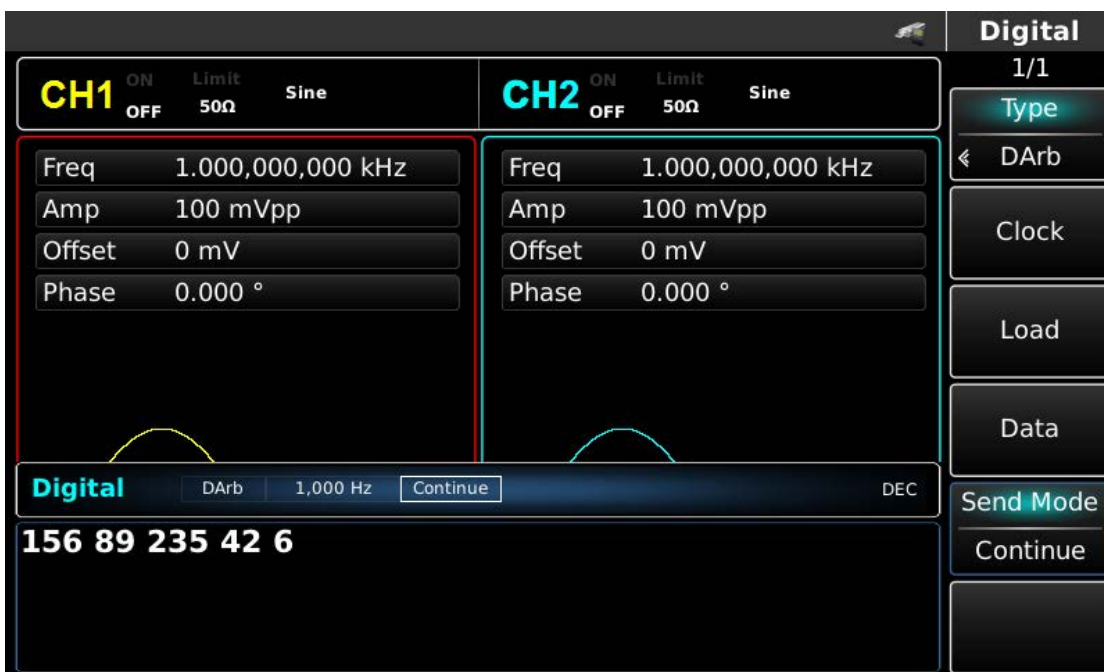 Digital
1/1
CH1 ON OFF Limit 50Ω Sine
CH2 ON OFF Limit 50Ω Sine
Freq 1.000,000,000 kHz
Amp 100 mVpp
Offset 0 mV
Phase 0.000 °
Freq 1.000,000,000 kHz
Amp 100 mVpp
Offset 0 mV
Phase 0.000 °
Type
DArb
Clock
Load
Data
Send Mode
Continue
Digital DArb 1,000 Hz Continue DEC
156 89 235 42 6